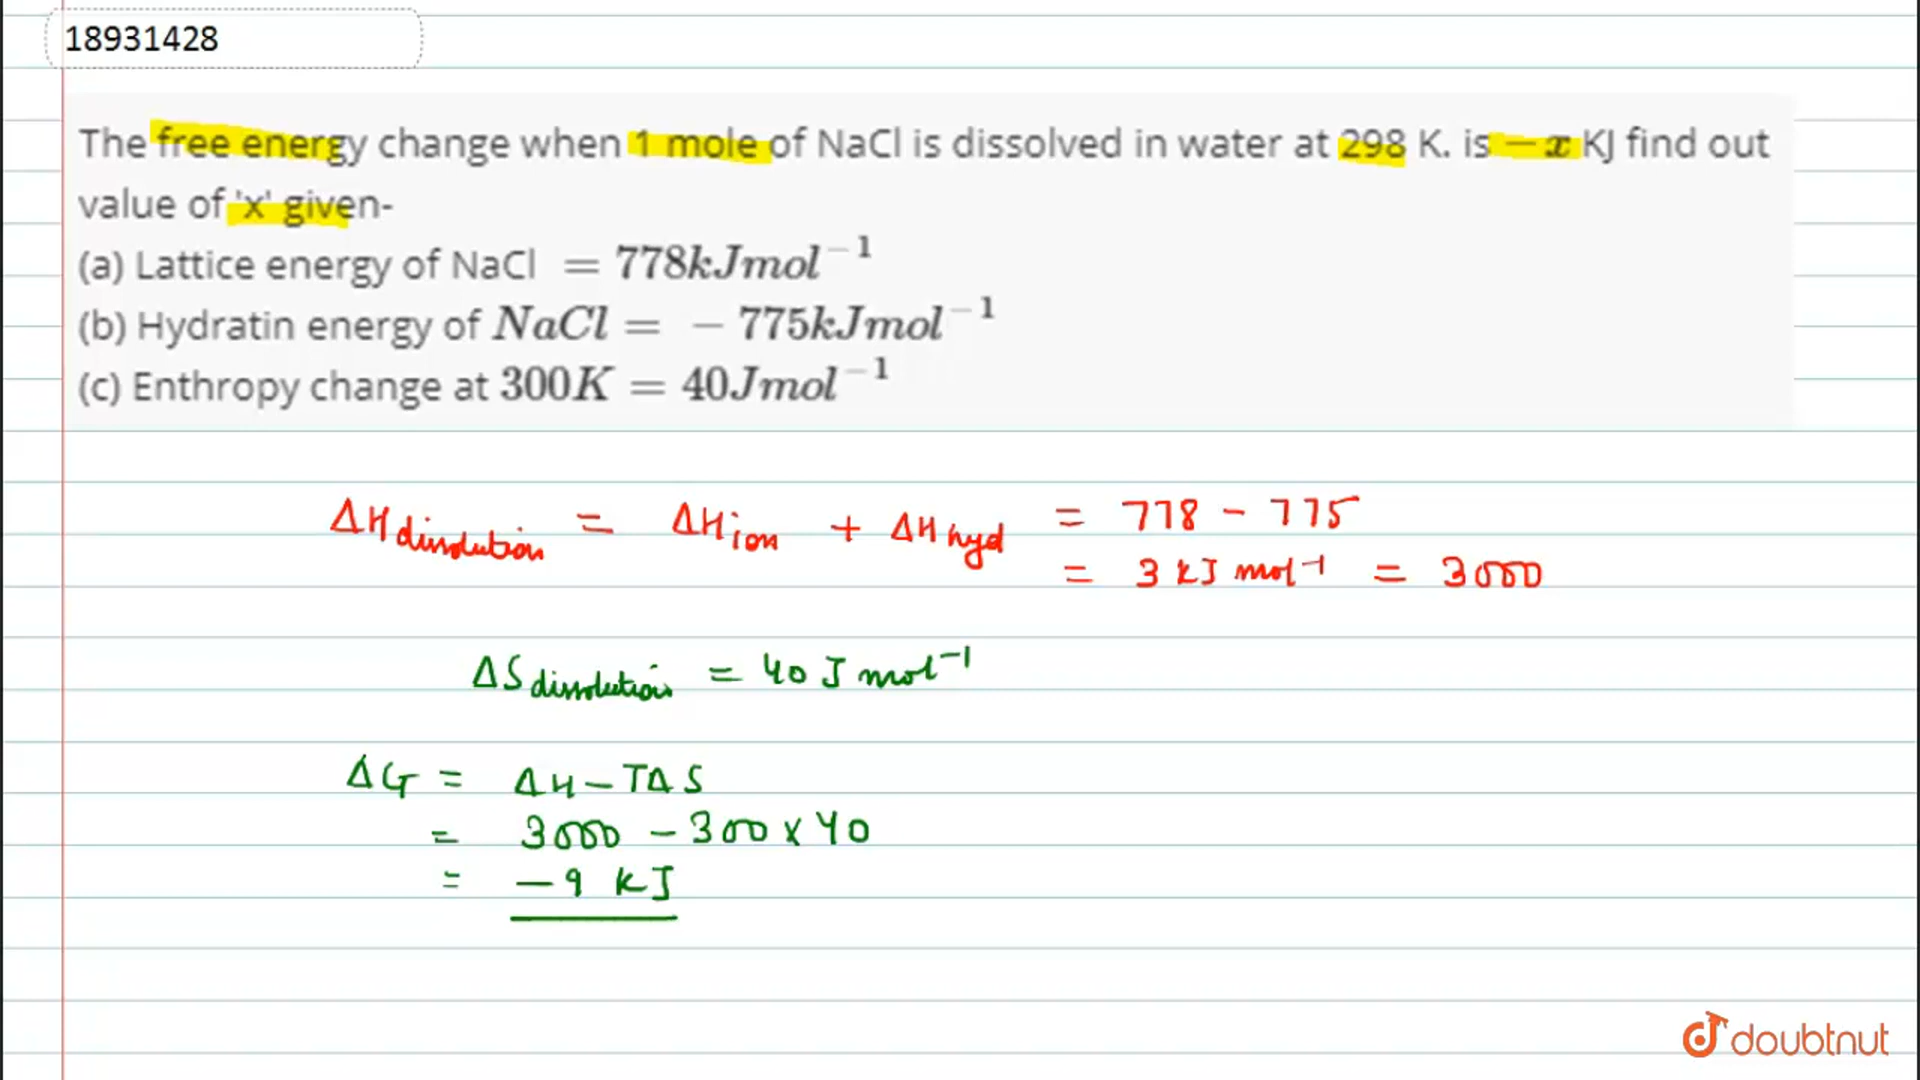 18931428
The free energy change when 1 mole of NaCl is dissolved in water at 298 K. is −x KJ find out
value of 'x' given-
(a) Lattice energy of NaCl = 778kJmol⁻¹
(b) Hydratin energy of NaCl = − 775kJmol⁻¹
(c) Enthropy change at 300K = 40Jmol⁻¹
ΔH dissolution = ΔH ion + ΔH hyd = 778 - 775
= 3 kJ mol⁻¹ = 3000
ΔS dissolution = 40 J mol⁻¹
ΔG = ΔH - TΔS
= 3000 - 300 x 40
= -9 kJ
doubtnut